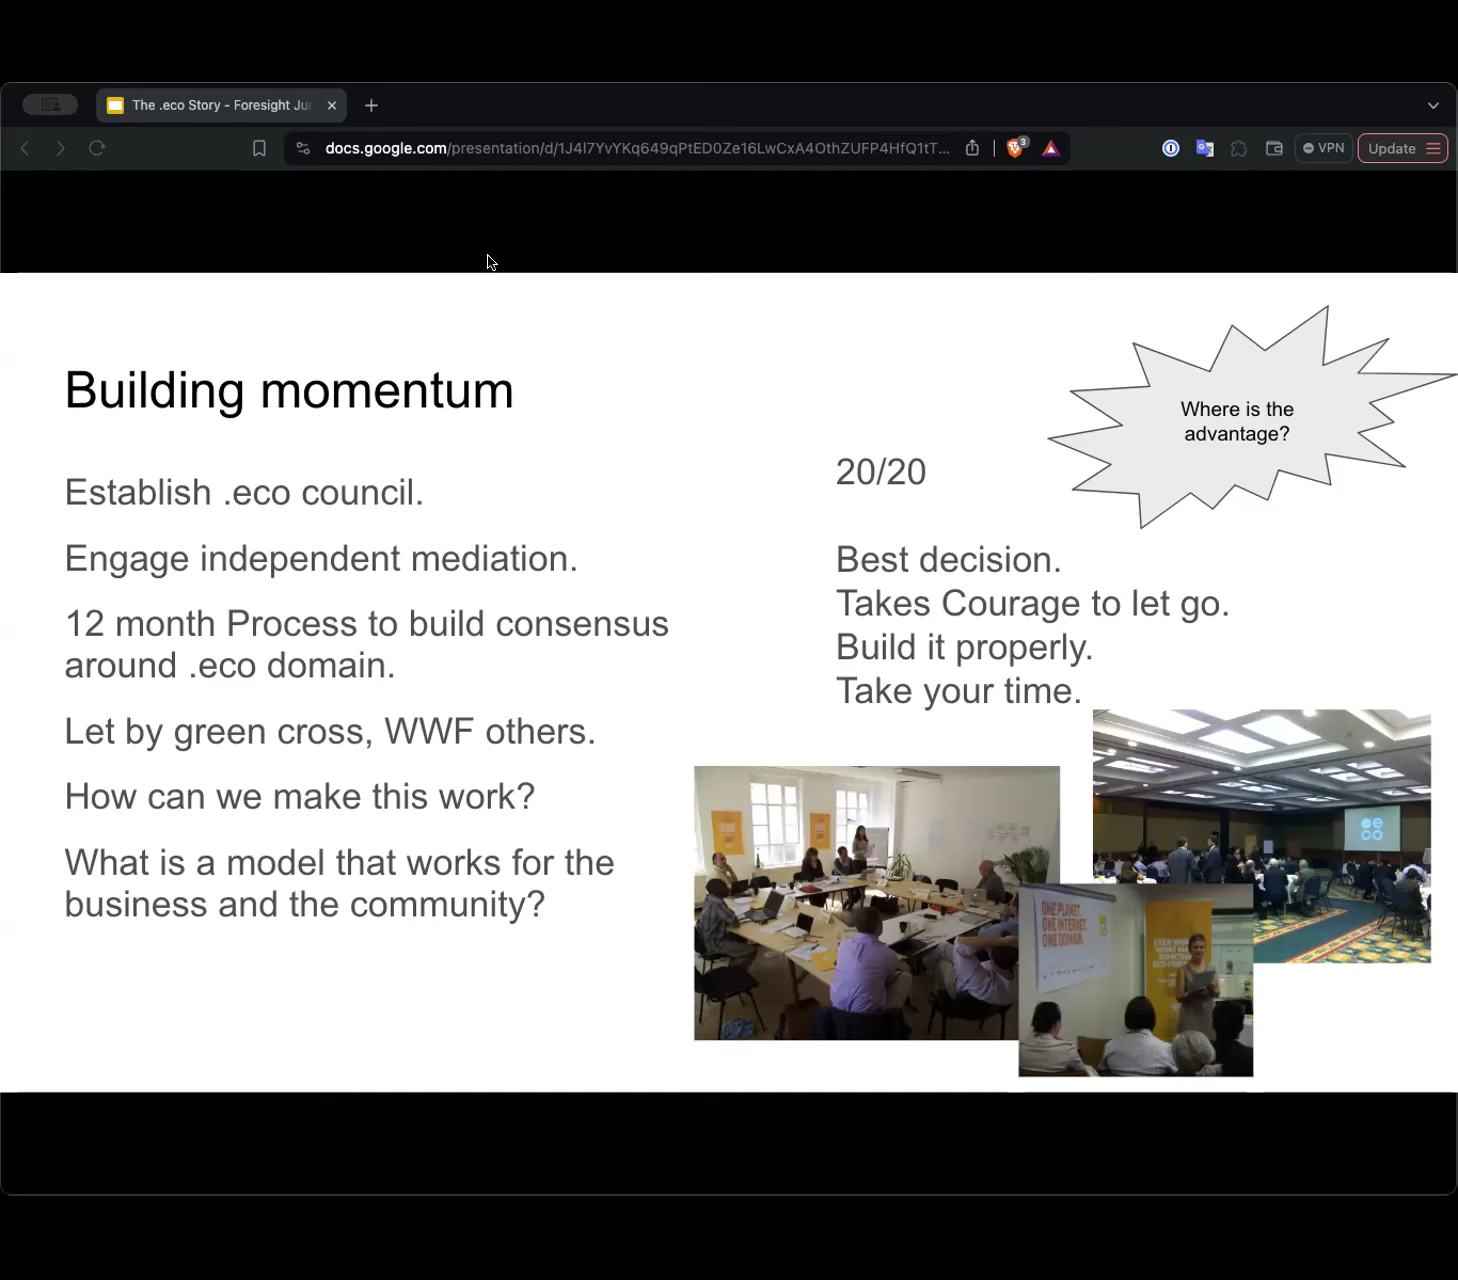 The .eco Story - Foresight Jun
docs.google.com/presentation/d/1J4I7YvYKq649qPtED0Ze16LwCxA4OthZUFP4HfQ1tT...
3
VPN
Update
Building momentum
Where is the
advantage?
20/20
Establish .eco council.
Engage independent mediation.
12 month Process to build consensus
around .eco domain.
Let by green cross, WWF others.
How can we make this work?
What is a model that works for the
business and the community?
Best decision.
Takes Courage to let go.
Build it properly.
Take your time.
ONE PLANET.
ONE INTERNET.
ONE DOMAIN.